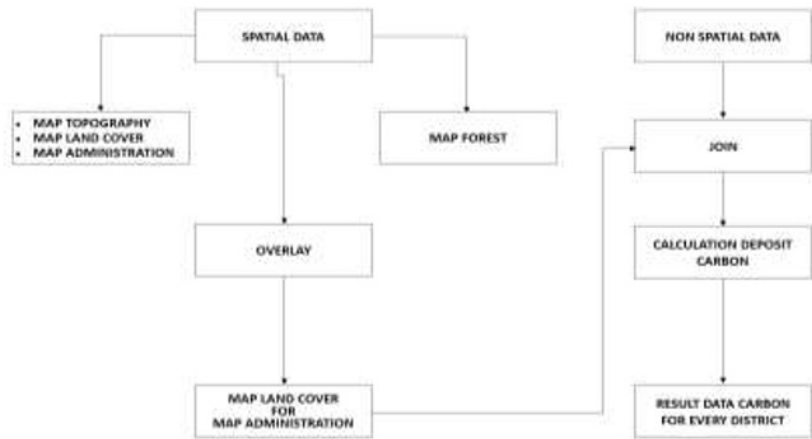 SPATIAL DATA
NON SPATIAL DATA
• MAP TOPOGRAPHY
• MAP LAND COVER
• MAP ADMINISTRATION
MAP FOREST
JOIN
OVERLAY
CALCULATION DEPOSIT
CARBON
MAP LAND COVER
FOR
MAP ADMINISTRATION
RESULT DATA CARBON
FOR EVERY DISTRICT